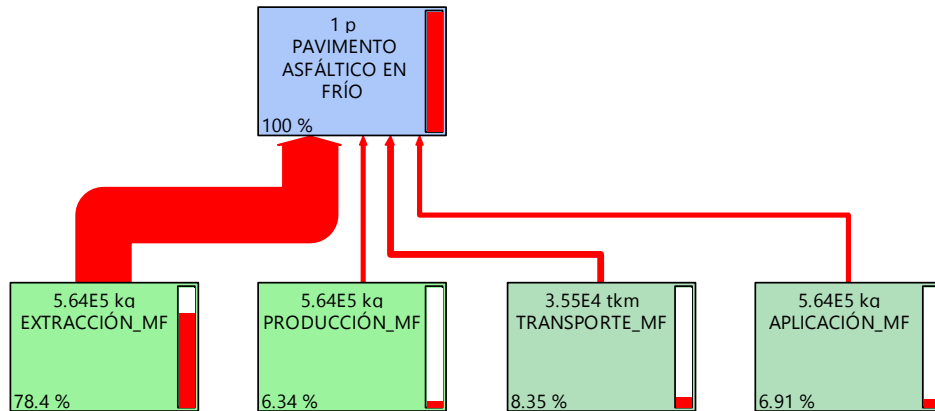 1 p
PAVIMENTO
ASFÁLTICO EN
FRÍO
100 %
5.64E5 kg
EXTRACCIÓN_MF
78.4 %
5.64E5 kg
PRODUCCIÓN_MF
6.34 %
3.55E4 tkm
TRANSPORTE_MF
8.35 %
5.64E5 kg
APLICACIÓN_MF
6.91 %